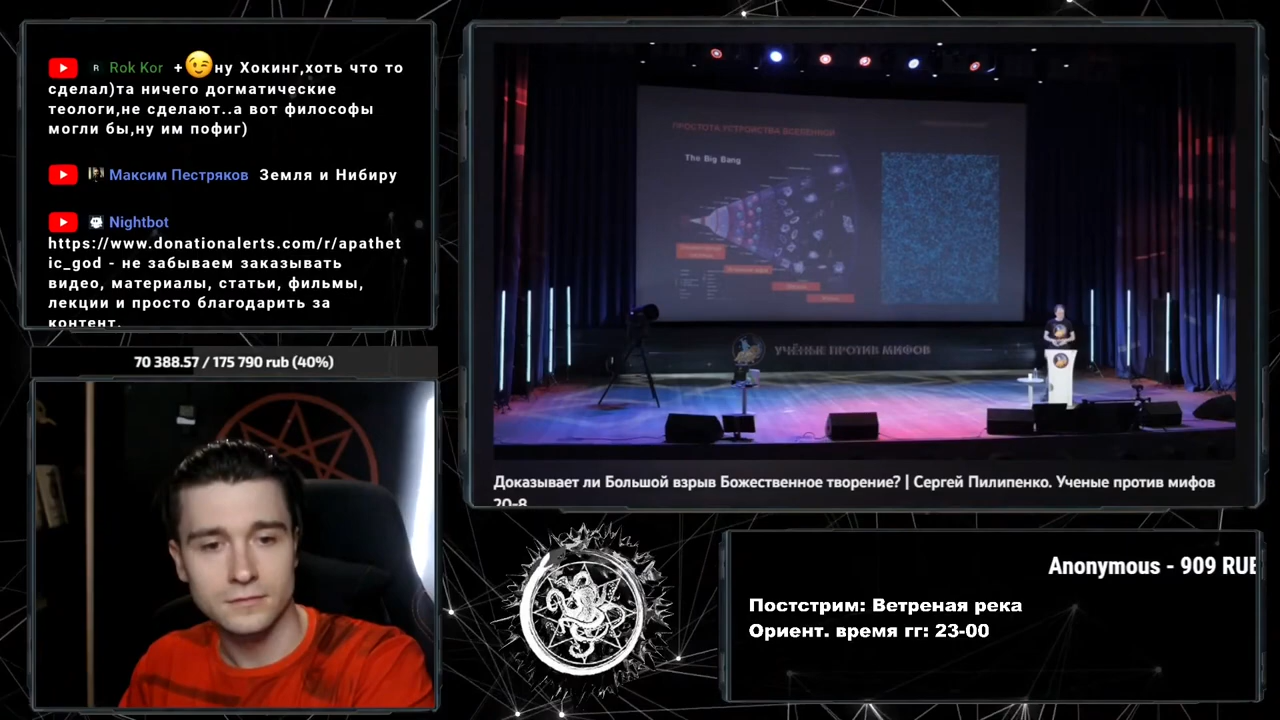 R Rok Kor +😉ну Хокинг,хоть что то
сделал)та ничего догматические
теологи,не сделают..а вот философы
могли бы,ну им пофиг)
Максим Пестряков Земля и Нибиру
Nightbot
https://www.donationalerts.com/r/apathet
ic_god - не забываем заказывать
видео, материалы, статьи, фильмы,
лекции и просто благодарить за
контент.
70 388.57 / 175 790 rub (40%)
ПРОСТОТА УСТРОЙСТВА ВСЕЛЕННОЙ
The Big Bang
УЧЁНЫЕ ПРОТИВ МИФОВ
Доказывает ли Большой взрыв Божественное творение? | Сергей Пилипенко. Ученые против мифов
20-8
Anonymous - 909 RUB
Постстрим: Ветреная река
Ориент. время гг: 23-00